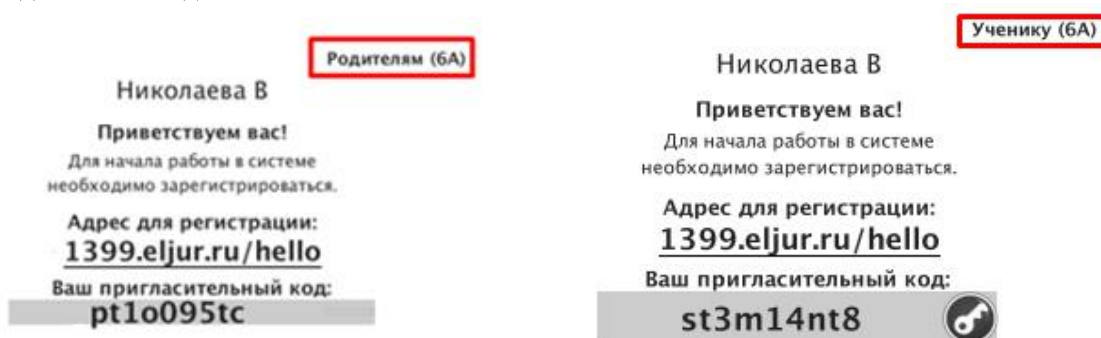 Родителям (6А)
Николаева В
Приветствуем вас!
Для начала работы в системе
необходимо зарегистрироваться.
Адрес для регистрации:
1399.eljur.ru/hello
Ваш пригласительный код:
pt1o095tc
Ученику (6А)
Николаева В
Приветствуем вас!
Для начала работы в системе
необходимо зарегистрироваться.
Адрес для регистрации:
1399.eljur.ru/hello
Ваш пригласительный код:
st3m14nt8